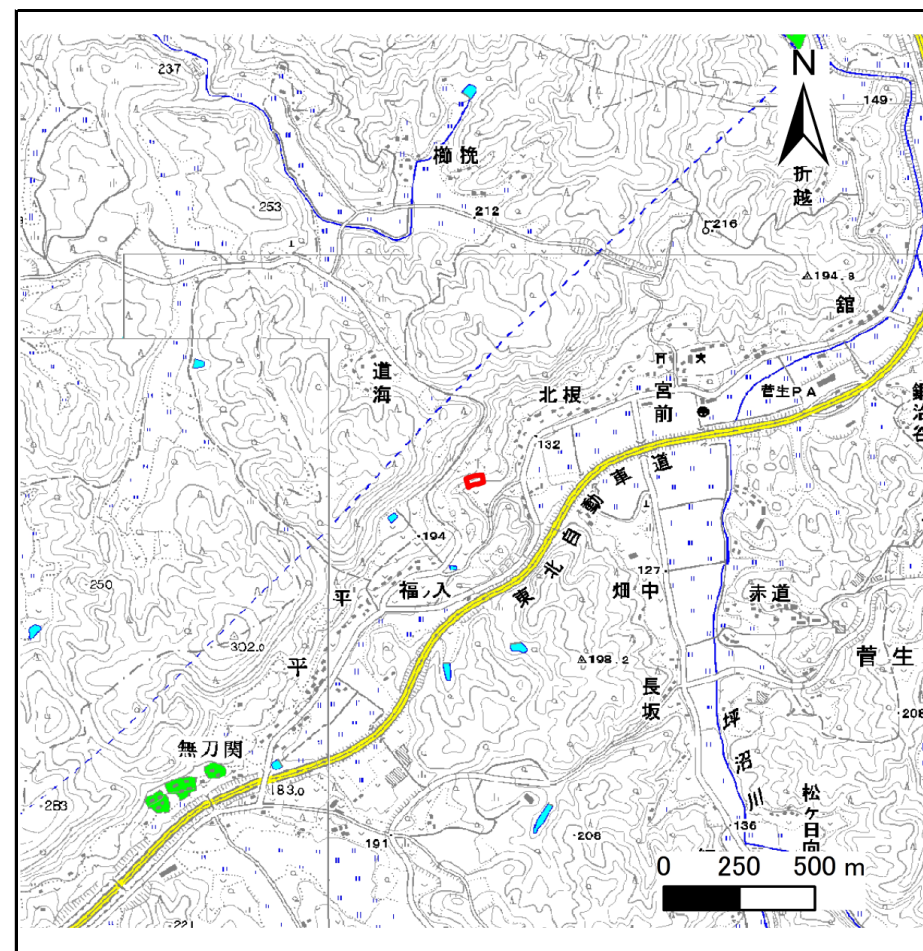 N
237
149
櫛挽
折越
253
212
216
194.8
舘
道海
北根
宮前
菅生PA
132
東北自動車道
194
福ノ入
畑中
127
赤道
平
250
302.0
平
198.2
菅生
長坂
208
無刀関
坪沼川
283
183.0
松ケ日向
136
191
206
221
0 250 500 m